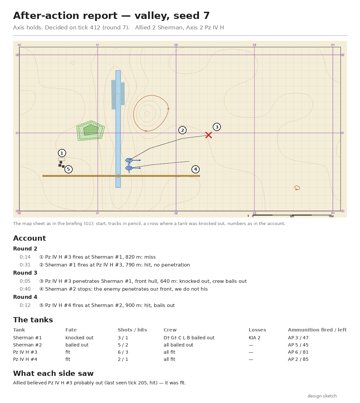 After-action report — valley, seed 7
Axis holds. Decided on tick 412 (round 7). Allied 2 Sherman, Axis 2 Pz IV H
1
5
2
3
4
The map sheet as in the briefing (01); start, tracks in pencil, a cross where a tank was knocked out, numbers as in the account.
Account
Round 2
0:14 ① Pz IV H #3 fires at Sherman #1, 820 m: miss
0:31 ② Sherman #1 fires at Pz IV H #3, 790 m: hit, no penetration
Round 3
0:05 ③ Pz IV H #3 penetrates Sherman #1, front hull, 640 m: knocked out, crew bails out
0:40 ④ Sherman #2 stops: the enemy penetrates our front, we do not his
Round 4
0:12 ⑤ Pz IV H #4 fires at Sherman #2, 900 m: hit, bails out
The tanks
Tank Fate Shots / hits Crew Losses Ammunition fired / left
Sherman #1 knocked out 3 / 1 D† G† C L B bailed out KIA 2 AP 3 / 47
Sherman #2 bailed out 5 / 2 all bailed out — AP 5 / 45
Pz IV H #3 fit 6 / 3 all fit — AP 6 / 81
Pz IV H #4 fit 2 / 1 all fit — AP 2 / 85
What each side saw
Allied believed Pz IV H #3 probably out (last seen tick 205, hit) — it was fit.
design sketch